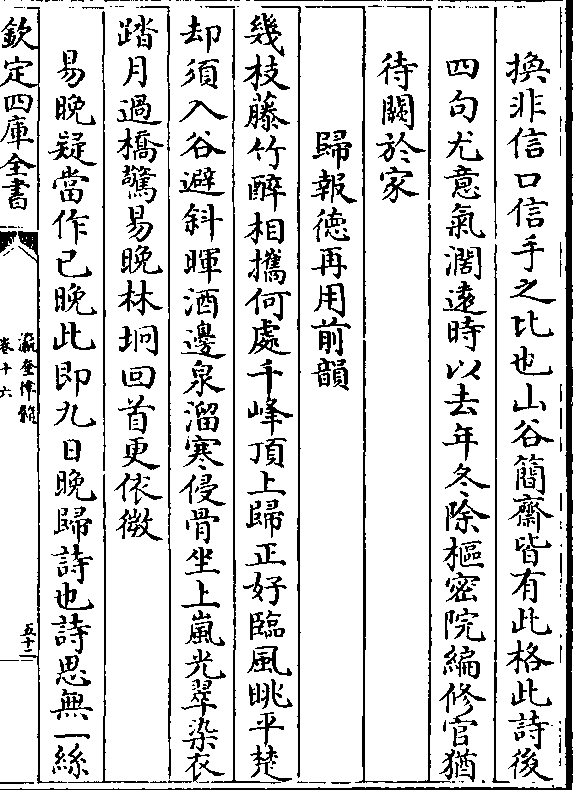 換非信口信手之比也山谷簡齋皆有此格此詩後
四句尤意氣濶遠時以去年冬除樞密院編修官猶
待闕於家
歸報德再用前韻
幾枝藤竹醉相攜何處千峰頂上歸正好臨風眺平楚
却須入谷避斜暉酒邊泉溜寒侵骨坐上嵐光翠染衣
踏月過橋驚易晚林坰回首更依微
易晚疑當作已晚此即九日晚歸詩也詩思無一絲
欽定四庫全書
瀛奎律髓
卷十六
五十二